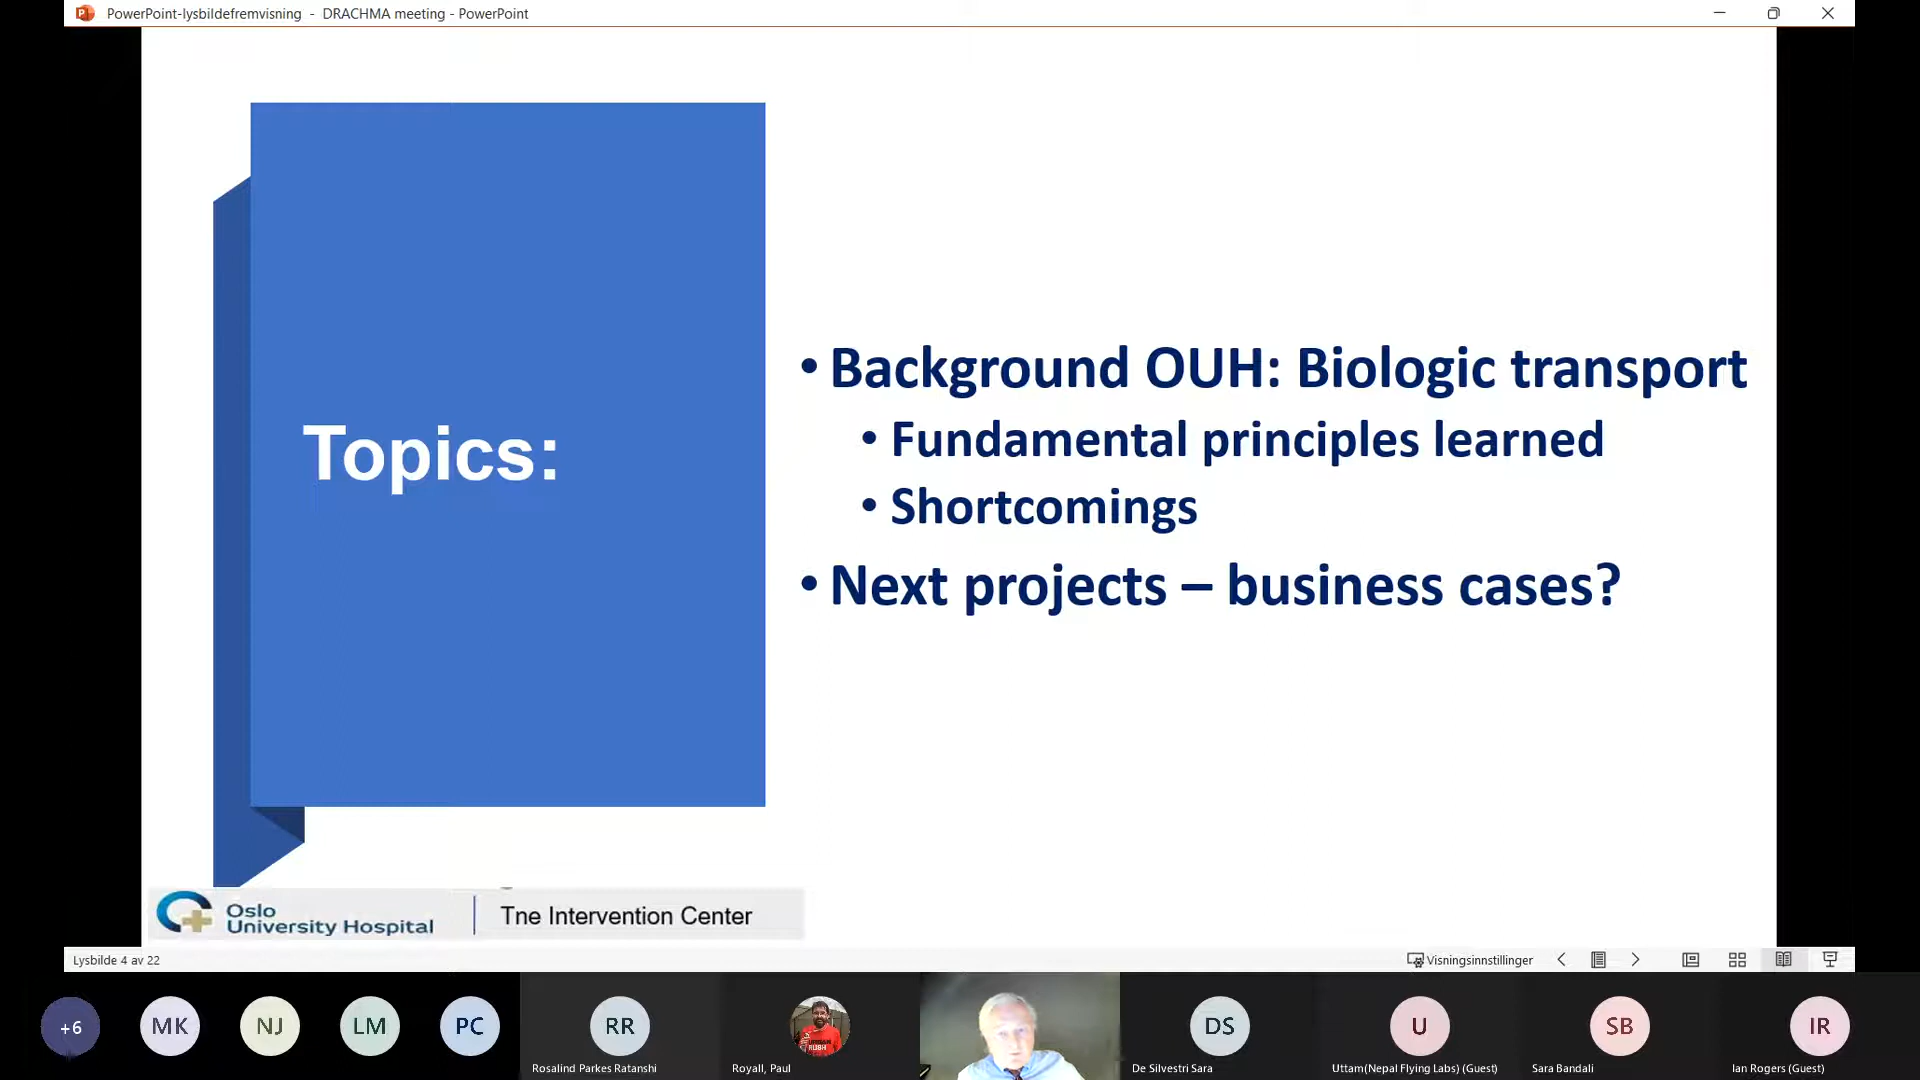 PowerPoint-lysbildefremvisning - DRACHMA meeting - PowerPoint
Topics:
• Background OUH: Biologic transport
• Fundamental principles learned
• Shortcomings
• Next projects – business cases?
Oslo
University Hospital
Tne Intervention Center
Lysbilde 4 av 22
Visningsinnstillinger
+6
MK
NJ
LM
PC
RR
DS
U
SB
IR
Rosalind Parkes Ratanshi
Royall, Paul
De Silvestri Sara
Uttam(Nepal Flying Labs) (Guest)
Sara Bandali
Ian Rogers (Guest)